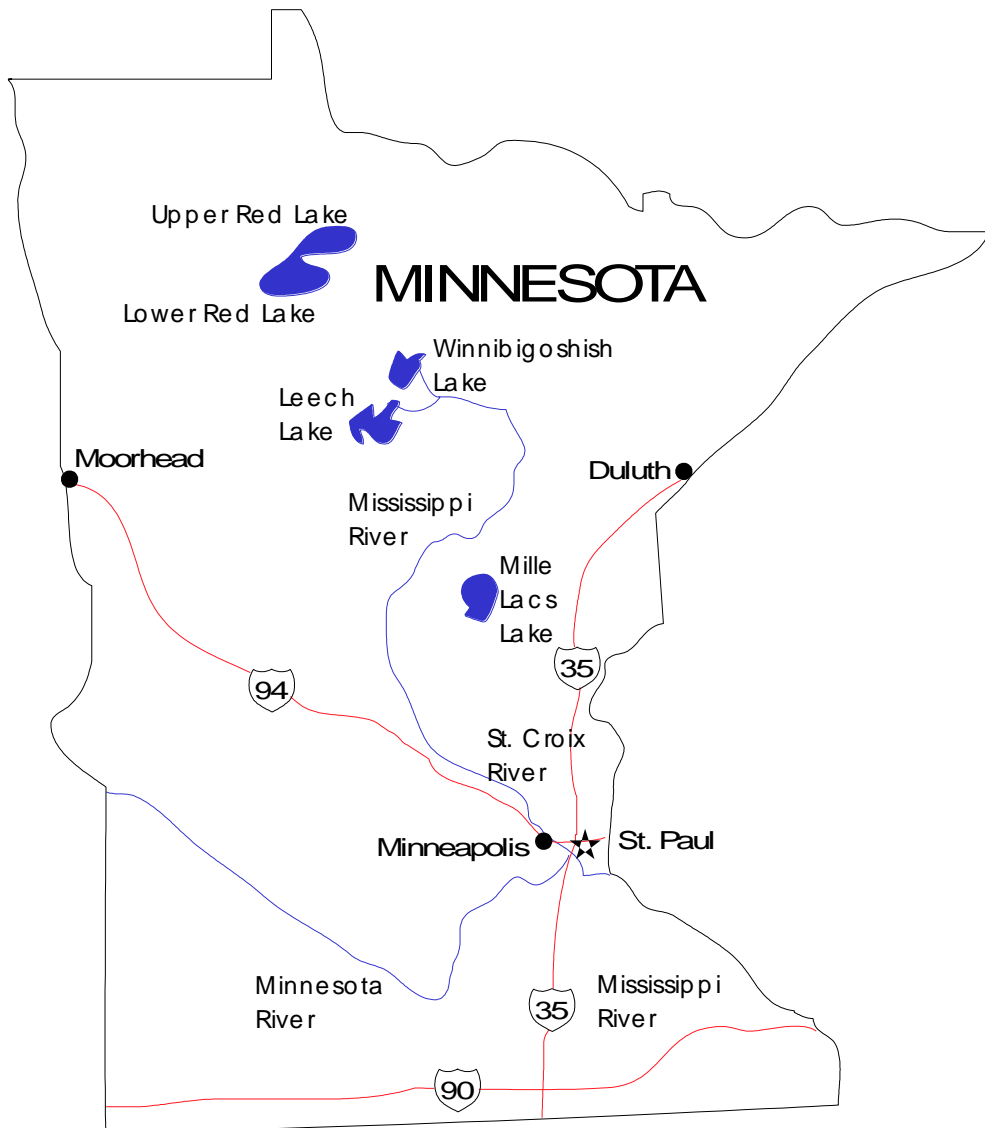 Upper Red Lake
MINNESOTA
Lower Red Lake
Winnibigoshish
Lake
Leech
Lake
Moorhead
Duluth
Mississippi
River
Mille
Lacs
Lake
35
94
St. Croix
River
Minneapolis
St. Paul
Minnesota
River
Mississippi
River
35
90